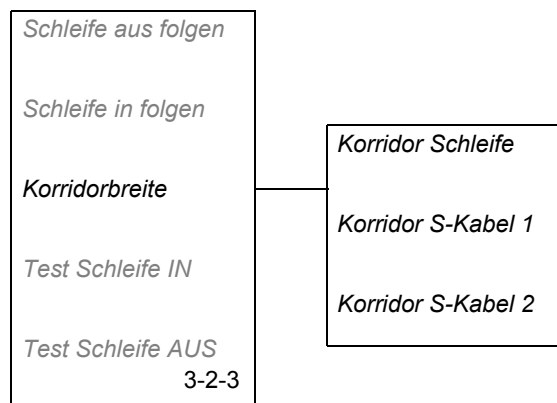 Schleife aus folgen
Schleife in folgen
Korridorbreite
Test Schleife IN
Test Schleife AUS
3-2-3
Korridor Schleife
Korridor S-Kabel 1
Korridor S-Kabel 2